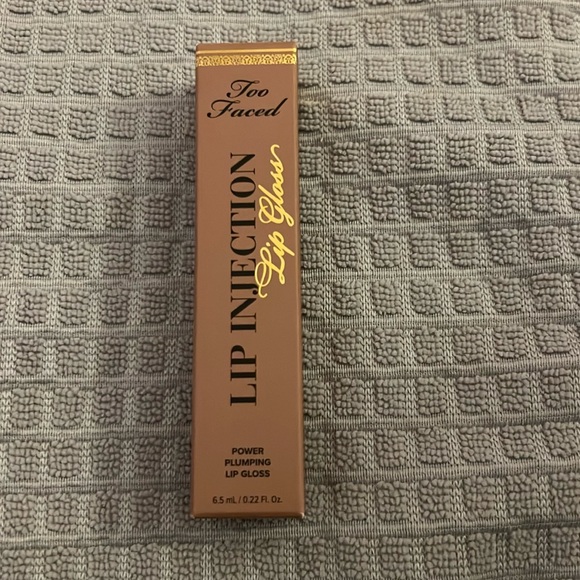 Too
Faced
LIP INJECTION
Lip Gloss
POWER
PLUMPING
LIP GLOSS
6.5 mL / 0.22 Fl. Oz.